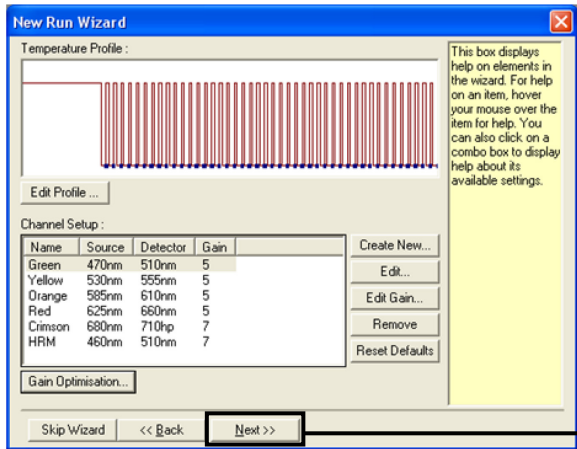 New Run Wizard
Temperature Profile :
Edit Profile ...
Channel Setup :
Name Source Detector Gain
Green 470nm 510nm 5
Yellow 530nm 555nm 5
Orange 585nm 610nm 5
Red 625nm 660nm 5
Crimson 680nm 710hp 7
HRM 460nm 510nm 7
Create New...
Edit...
Edit Gain...
Remove
Reset Defaults
Gain Optimisation...
Skip Wizard
<< Back
Next >>
This box displays
help on elements in
the wizard. For help
on an item, hover
your mouse over the
item for help. You
can also click on a
combo box to display
help about its
available settings.